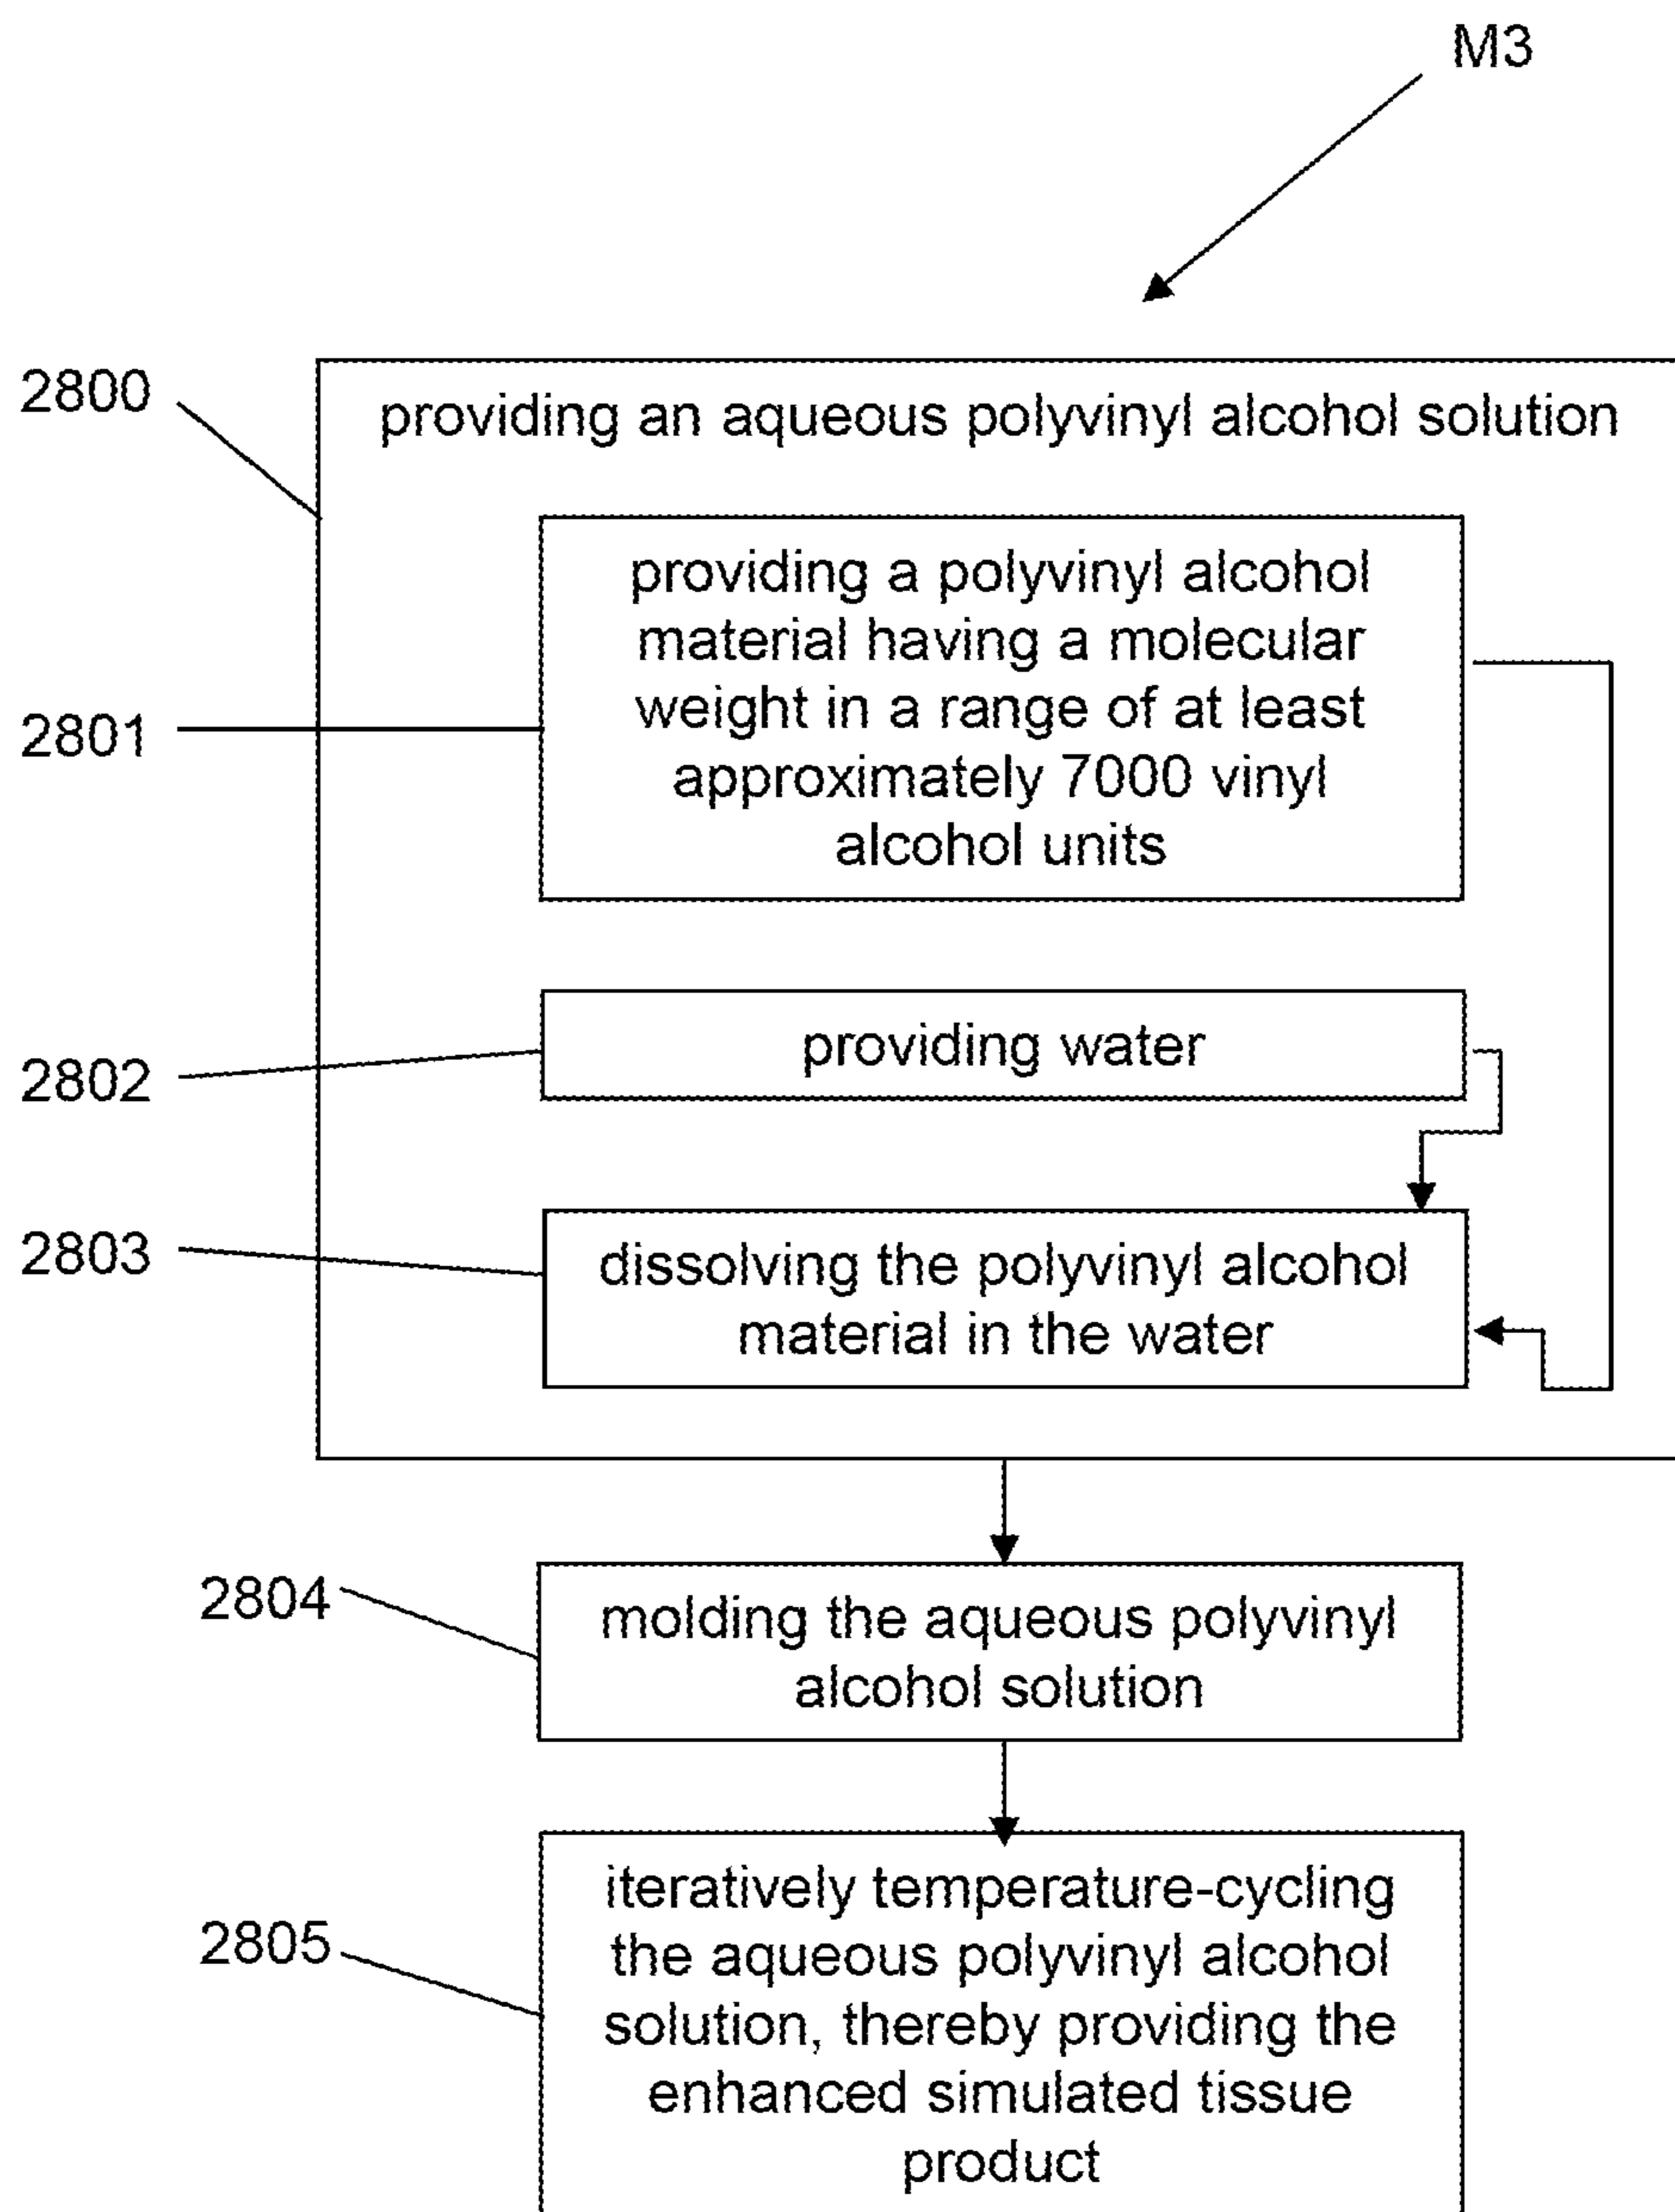 M3
2800
providing an aqueous polyvinyl alcohol solution
2801
providing a polyvinyl alcohol
material having a molecular
weight in a range of at least
approximately 7000 vinyl
alcohol units
2802
providing water
2803
dissolving the polyvinyl alcohol
material in the water
2804
molding the aqueous polyvinyl
alcohol solution
2805
iteratively temperature-cycling
the aqueous polyvinyl alcohol
solution, thereby providing the
enhanced simulated tissue
product